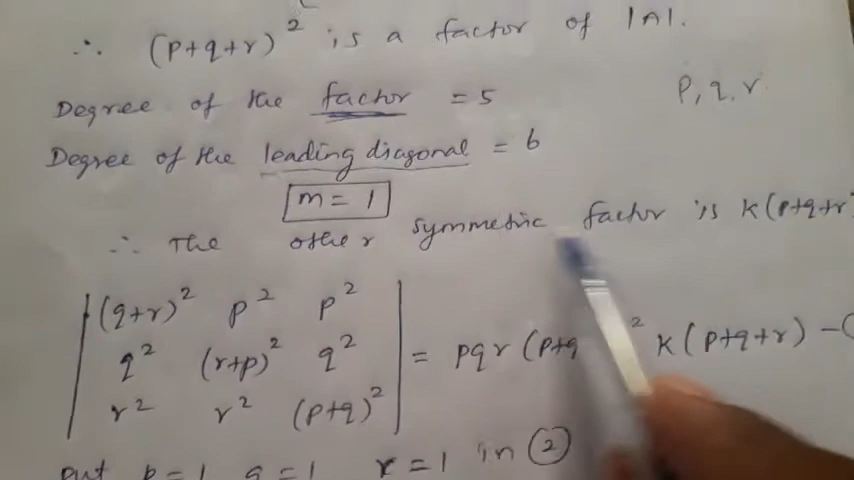 ∴ (p+q+r)² is a factor of |A|.
Degree of the factor = 5
p, q, r
Degree of the leading diagonal = 6
m = 1
∴ The other symmetric factor is k(p+q+r)
| (q+r)² p² p² |
| q² (r+p)² q² | = pqr (p+q ² k(p+q+r) –
| r² r² (p+q)² |
put p=1 q=1 r=1 in ②